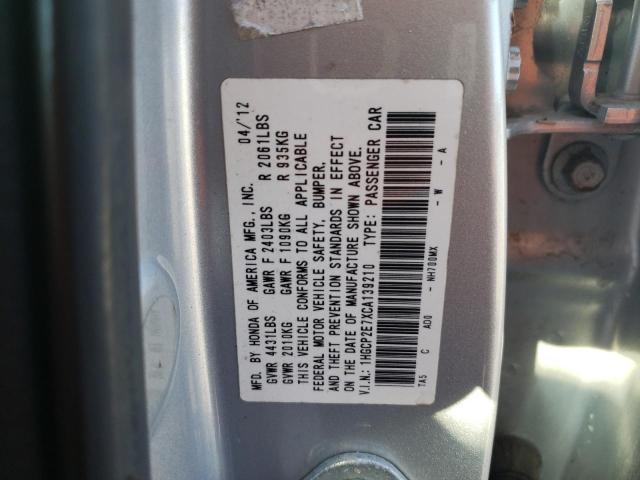 MFD. BY HONDA OF AMERICA MFG., INC. 04/'12
GVWR 4431LBS GAWR F 2403LBS R 2061LBS
GVWR 2010KG GAWR F 1090KG R 935KG
THIS VEHICLE CONFORMS TO ALL APPLICABLE
FEDERAL MOTOR VEHICLE SAFETY, BUMPER,
AND THEFT PREVENTION STANDARDS IN EFFECT
ON THE DATE OF MANUFACTURE SHOWN ABOVE.
V.I.N.: 1HGCP2E7XCA139210 TYPE: PASSENGER CAR
TA5 C AD0 - NH700MX - W - A